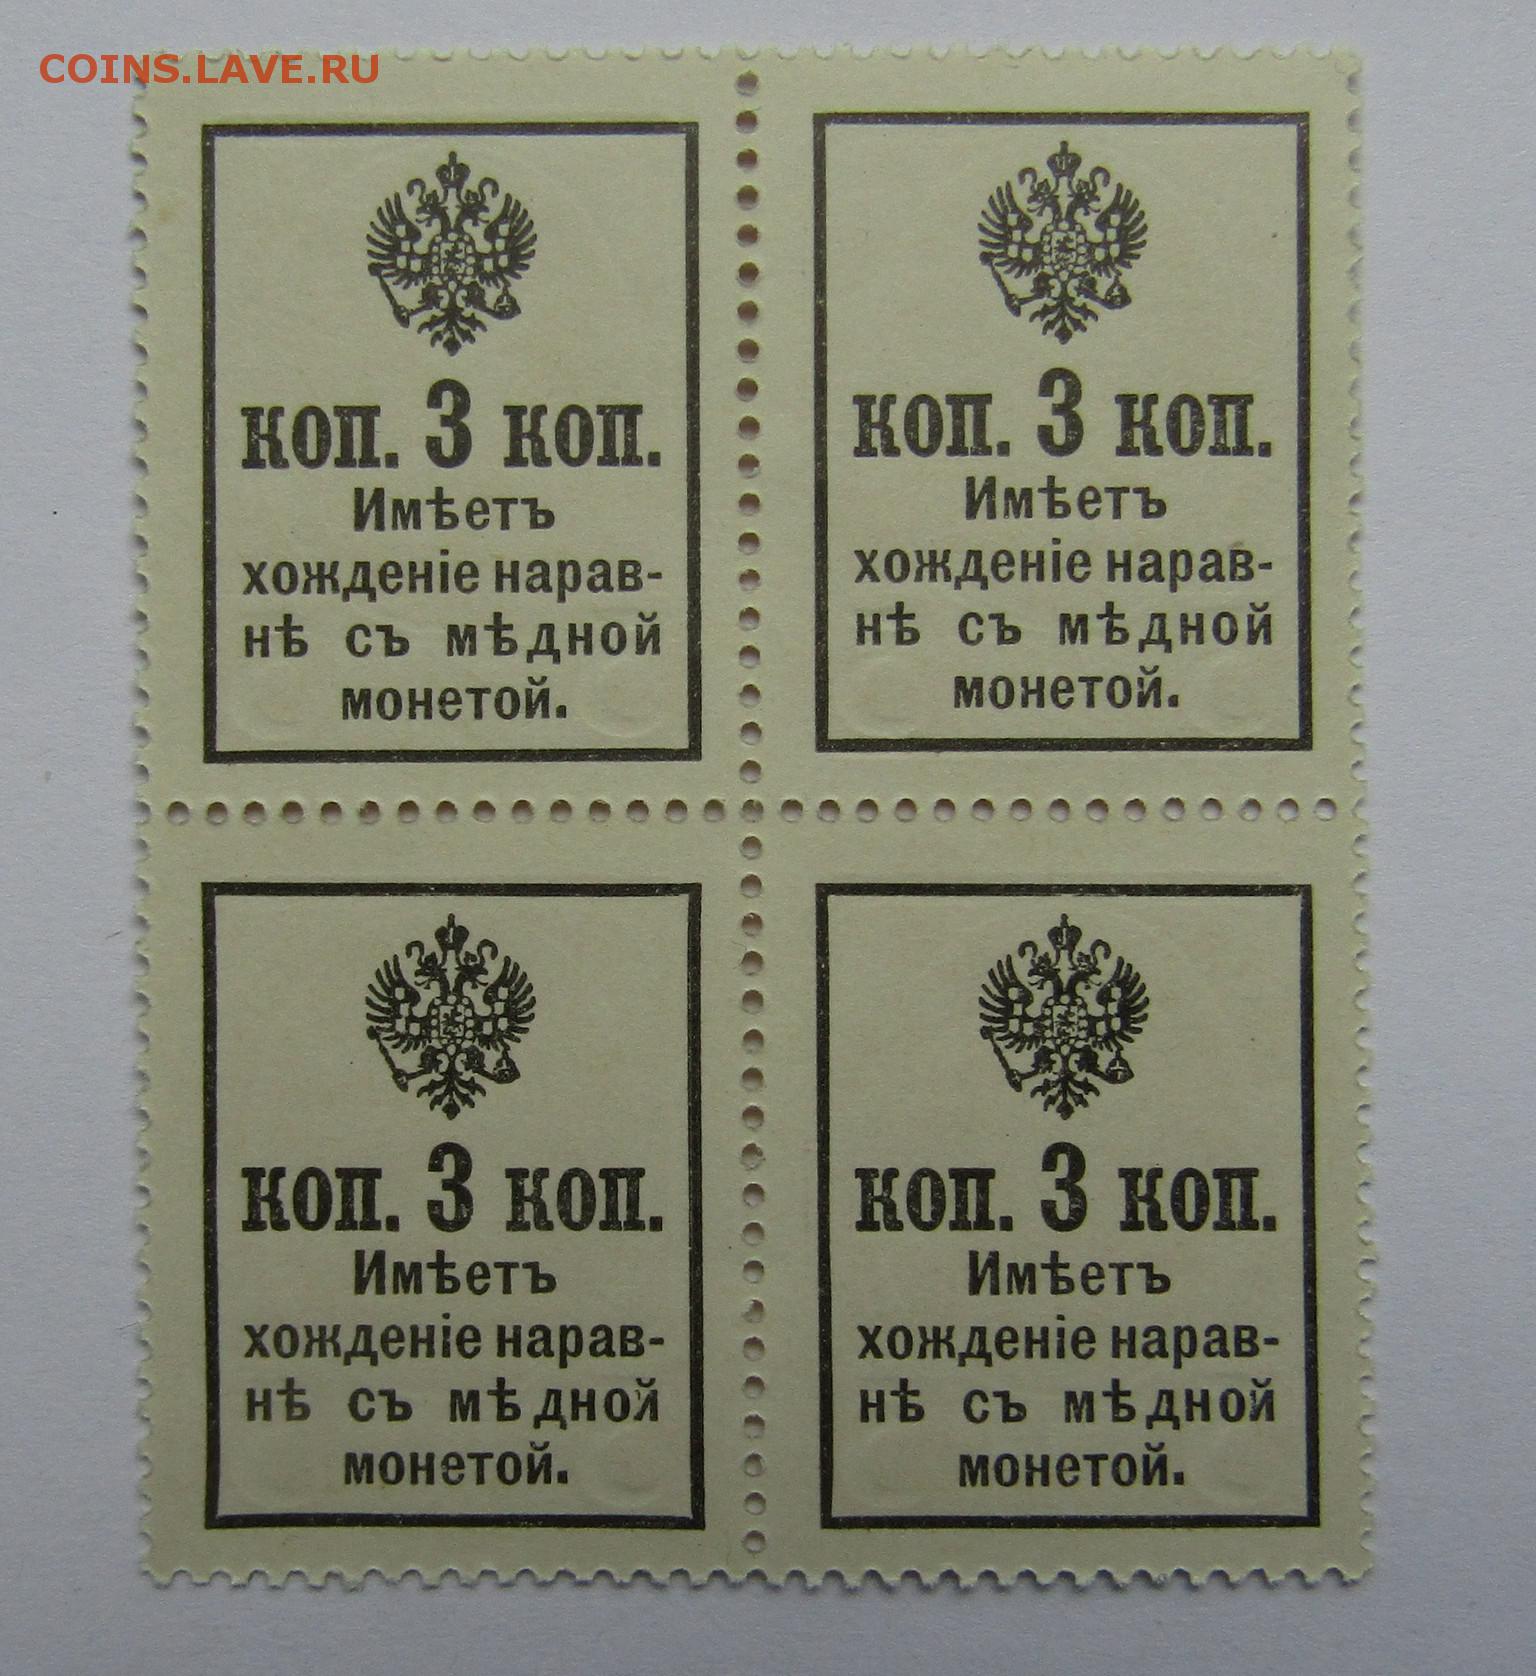 COINS.LAVE.RU
КОП. 3 КОП.
Имѣетъ
хожденіе нарав-
нѣ съ мѣдной
монетой.
КОП. 3 КОП.
Имѣетъ
хожденіе нарав-
нѣ съ мѣдной
монетой.
КОП. 3 КОП.
Имѣетъ
хожденіе нарав-
нѣ съ мѣдной
монетой.
КОП. 3 КОП.
Имѣетъ
хожденіе нарав-
нѣ съ мѣдной
монетой.